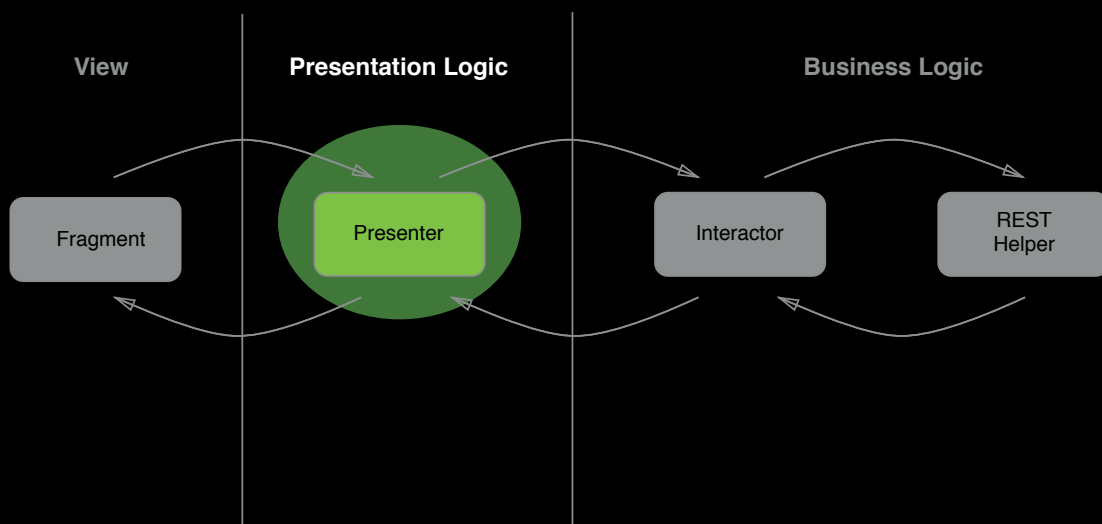 View
Presentation Logic
Business Logic
Fragment
Presenter
Interactor
REST
Helper